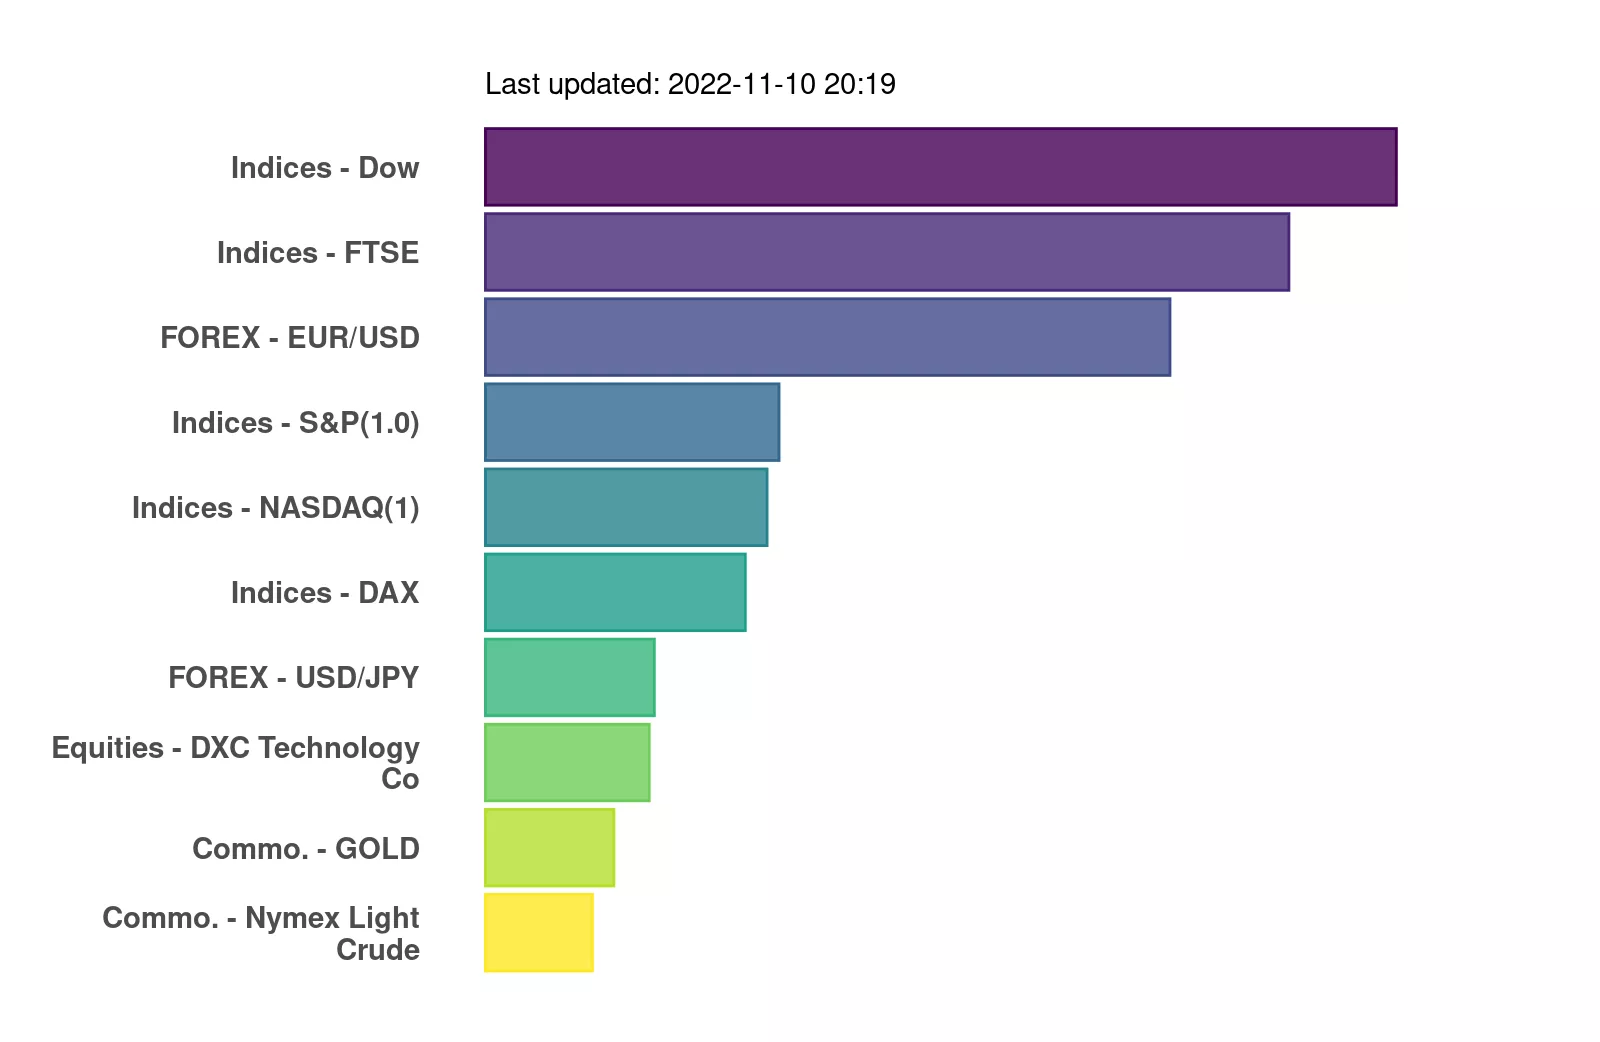 Last updated: 2022-11-10 20:19
Indices - Dow
Indices - FTSE
FOREX - EUR/USD
Indices - S&P(1.0)
Indices - NASDAQ(1)
Indices - DAX
FOREX - USD/JPY
Equities - DXC Technology
Co
Commo. - GOLD
Commo. - Nymex Light
Crude